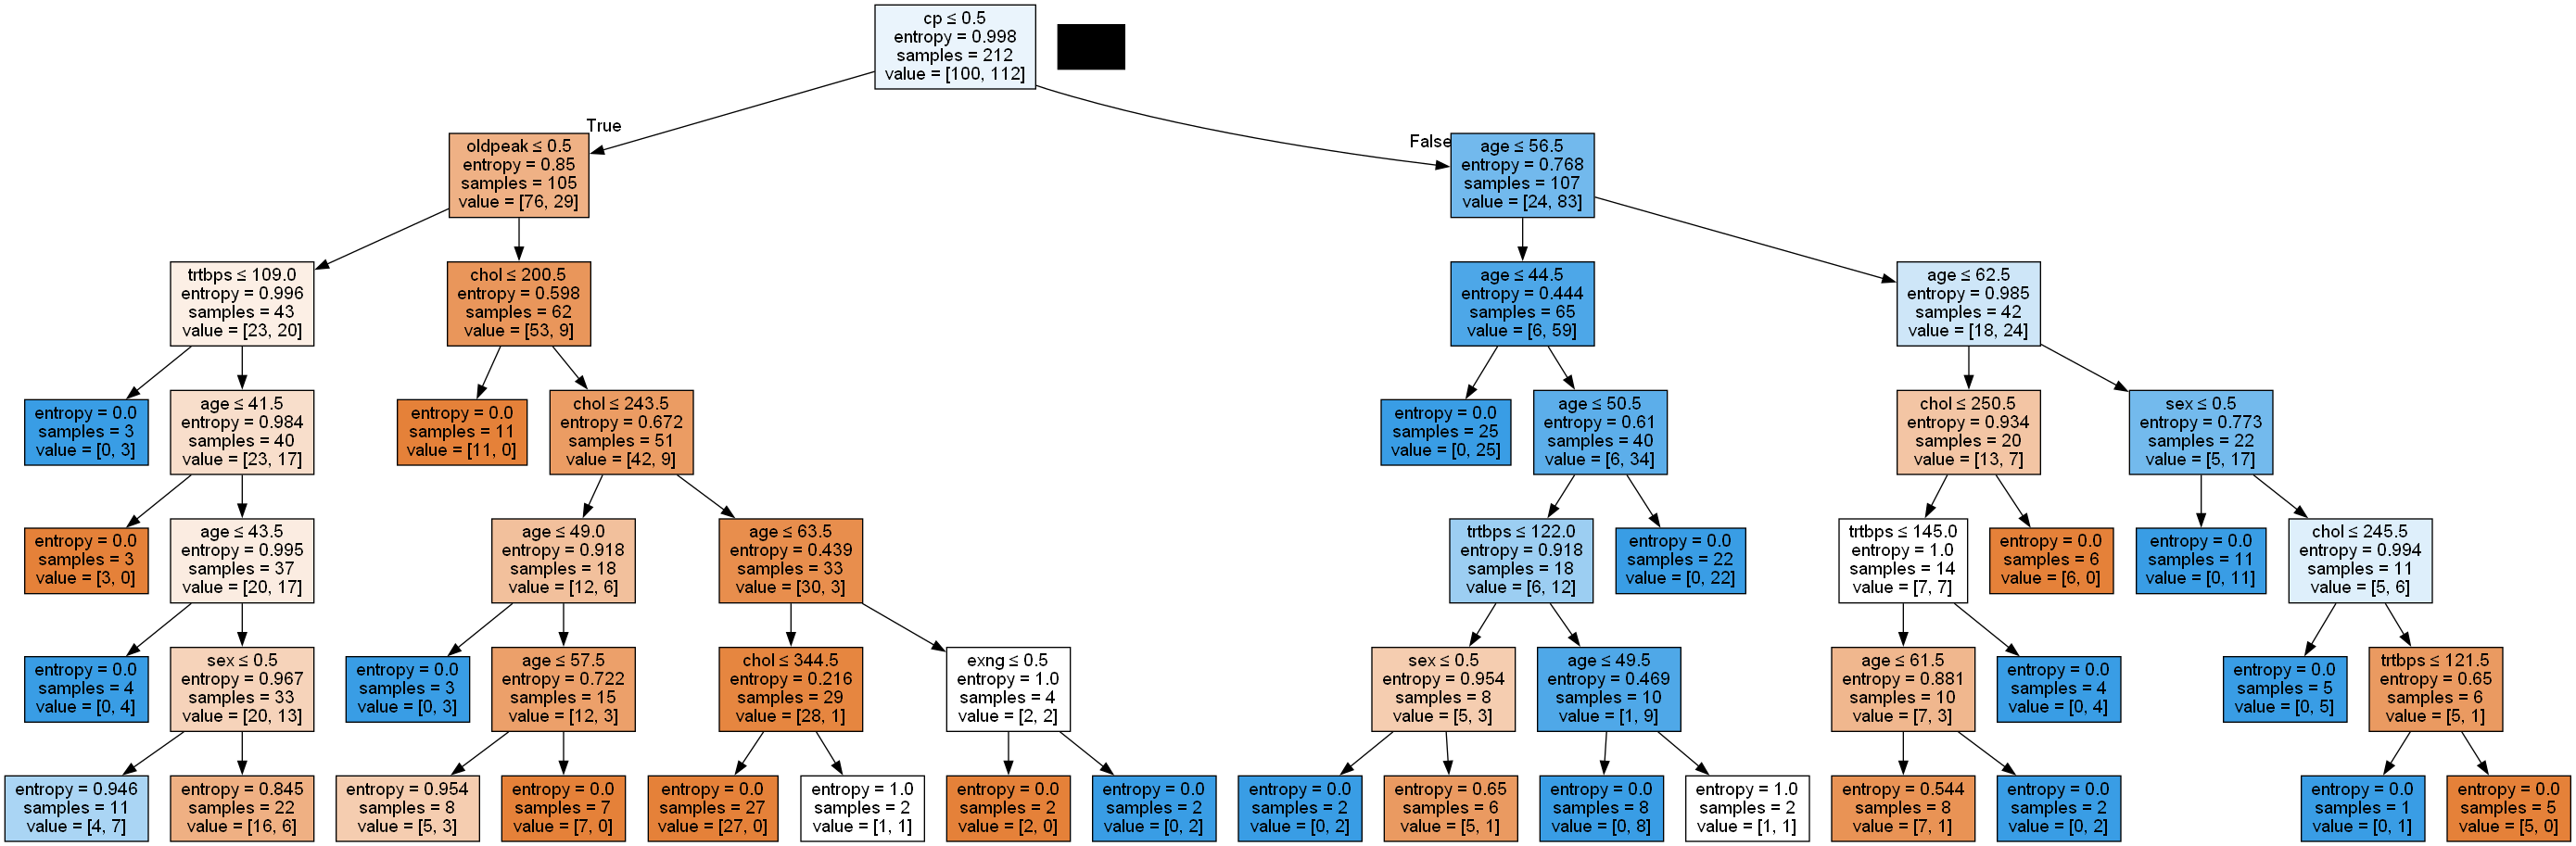 cp ≤ 0.5
entropy = 0.998
samples = 212
value = [100, 112]
True
False
oldpeak ≤ 0.5
entropy = 0.85
samples = 105
value = [76, 29]
age ≤ 56.5
entropy = 0.768
samples = 107
value = [24, 83]
trtbps ≤ 109.0
entropy = 0.996
samples = 43
value = [23, 20]
chol ≤ 200.5
entropy = 0.598
samples = 62
value = [53, 9]
age ≤ 44.5
entropy = 0.444
samples = 65
value = [6, 59]
age ≤ 62.5
entropy = 0.985
samples = 42
value = [18, 24]
entropy = 0.0
samples = 3
value = [0, 3]
age ≤ 41.5
entropy = 0.984
samples = 40
value = [23, 17]
entropy = 0.0
samples = 11
value = [11, 0]
chol ≤ 243.5
entropy = 0.672
samples = 51
value = [42, 9]
entropy = 0.0
samples = 25
value = [0, 25]
age ≤ 50.5
entropy = 0.61
samples = 40
value = [6, 34]
chol ≤ 250.5
entropy = 0.934
samples = 20
value = [13, 7]
sex ≤ 0.5
entropy = 0.773
samples = 22
value = [5, 17]
entropy = 0.0
samples = 3
value = [3, 0]
age ≤ 43.5
entropy = 0.995
samples = 37
value = [20, 17]
age ≤ 49.0
entropy = 0.918
samples = 18
value = [12, 6]
age ≤ 63.5
entropy = 0.439
samples = 33
value = [30, 3]
trtbps ≤ 122.0
entropy = 0.918
samples = 18
value = [6, 12]
entropy = 0.0
samples = 22
value = [0, 22]
trtbps ≤ 145.0
entropy = 1.0
samples = 14
value = [7, 7]
entropy = 0.0
samples = 6
value = [6, 0]
entropy = 0.0
samples = 11
value = [0, 11]
chol ≤ 245.5
entropy = 0.994
samples = 11
value = [5, 6]
entropy = 0.0
samples = 4
value = [0, 4]
sex ≤ 0.5
entropy = 0.967
samples = 33
value = [20, 13]
entropy = 0.0
samples = 3
value = [0, 3]
age ≤ 57.5
entropy = 0.722
samples = 15
value = [12, 3]
chol ≤ 344.5
entropy = 0.216
samples = 29
value = [28, 1]
exng ≤ 0.5
entropy = 1.0
samples = 4
value = [2, 2]
sex ≤ 0.5
entropy = 0.954
samples = 8
value = [5, 3]
age ≤ 49.5
entropy = 0.469
samples = 10
value = [1, 9]
age ≤ 61.5
entropy = 0.881
samples = 10
value = [7, 3]
entropy = 0.0
samples = 4
value = [0, 4]
entropy = 0.0
samples = 5
value = [0, 5]
trtbps ≤ 121.5
entropy = 0.65
samples = 6
value = [5, 1]
entropy = 0.946
samples = 11
value = [4, 7]
entropy = 0.845
samples = 22
value = [16, 6]
entropy = 0.954
samples = 8
value = [5, 3]
entropy = 0.0
samples = 7
value = [7, 0]
entropy = 0.0
samples = 27
value = [27, 0]
entropy = 1.0
samples = 2
value = [1, 1]
entropy = 0.0
samples = 2
value = [2, 0]
entropy = 0.0
samples = 2
value = [0, 2]
entropy = 0.0
samples = 2
value = [0, 2]
entropy = 0.65
samples = 6
value = [5, 1]
entropy = 0.0
samples = 8
value = [0, 8]
entropy = 1.0
samples = 2
value = [1, 1]
entropy = 0.544
samples = 8
value = [7, 1]
entropy = 0.0
samples = 2
value = [0, 2]
entropy = 0.0
samples = 1
value = [0, 1]
entropy = 0.0
samples = 5
value = [5, 0]